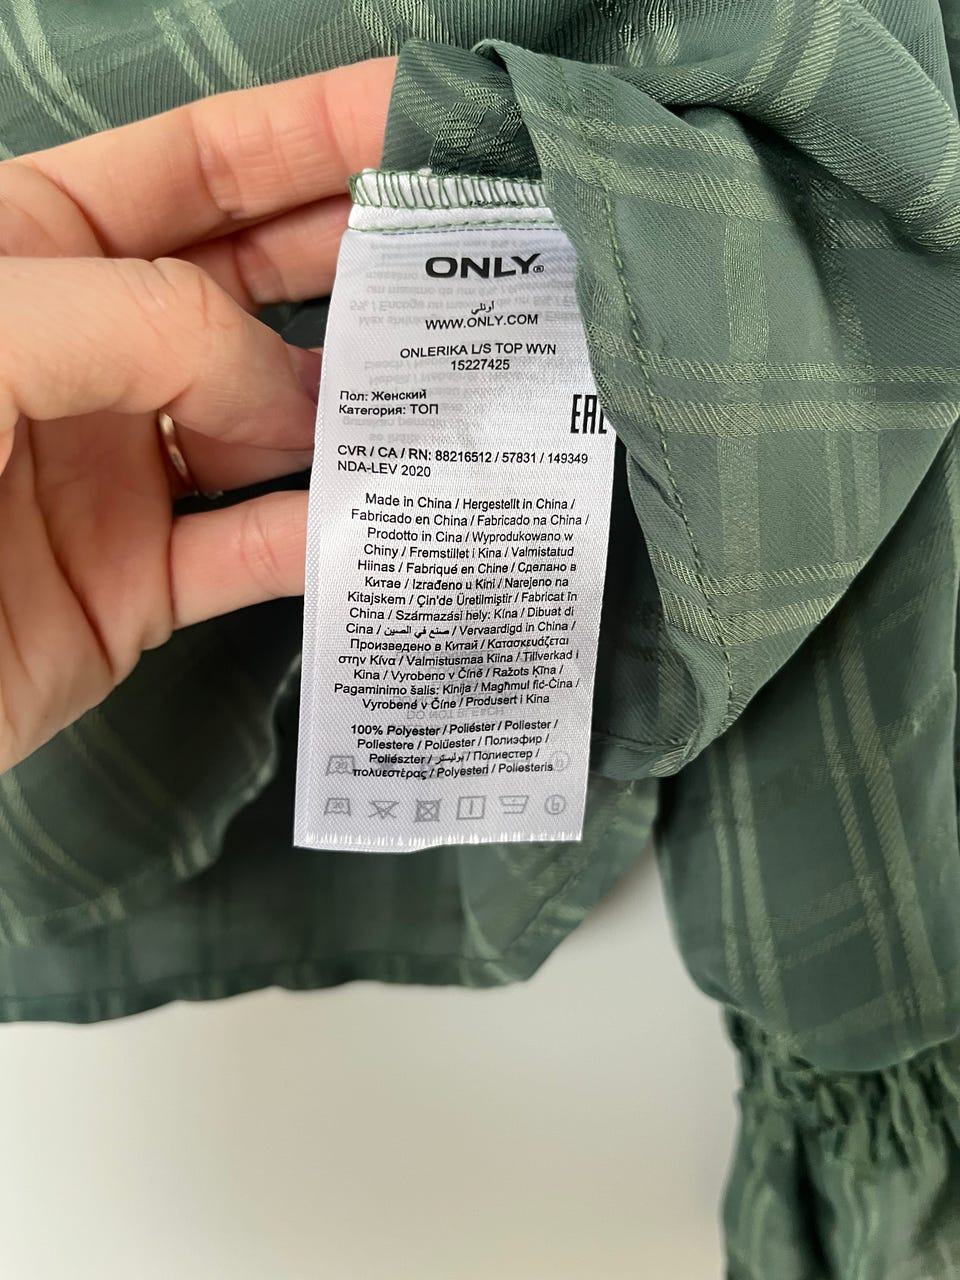 ONLY®
أونلي
WWW.ONLY.COM
ONLERIKA L/S TOP WVN
15227425
Пол: Женский
Категория: ТОП
EAC
CVR / CA / RN: 88216512 / 57831 / 149349
NDA-LEV 2020
Made in China / Hergestellt in China /
Fabricado en China / Fabricado na China /
Prodotto in Cina / Wyprodukowano w
Chiny / Fremstillet i Kina / Valmistatud
Hiinas / Fabriqué en Chine / Сделано в
Китае / Izrađeno u Kini / Narejeno na
Kitajskem / Çin'de Üretilmiştir / Fabricat în
China / Származási hely: Kína / Dibuat di
Cina / صنع في الصين / Vervaardigd in China /
Произведено в Китай / Κατασκευάζεται
στην Κίνα / Valmistusmaa Kiina / Tillverkad i
Kina / Vyrobeno v Číně / Ražots Ķīna /
Pagaminimo šalis: Kinija / Magħmul fiċ-Ċina /
Vyrobené v Číne / Produsert i Kina
100% Polyester / Poliéster / Poliester /
Poliestere / Polüester / Полиэфир /
Poliészter / بوليستر / Полиестер /
πολυεστέρας / Polyesteri / Poliesteris